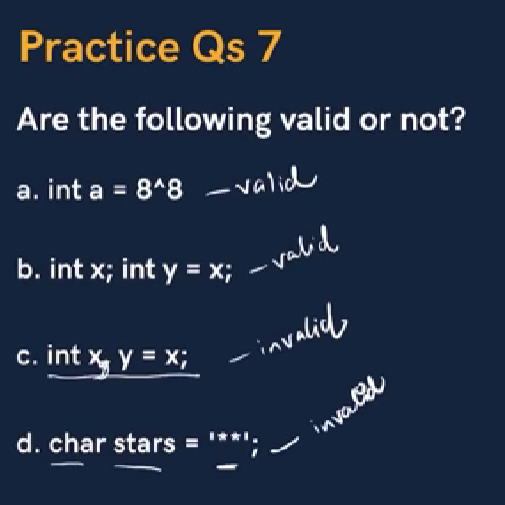 Practice Qs 7
Are the following valid or not?
a. int a = 8^8 – valid
b. int x; int y = x; – valid
c. int x, y = x; – invalid
d. char stars = '**'; – invalid